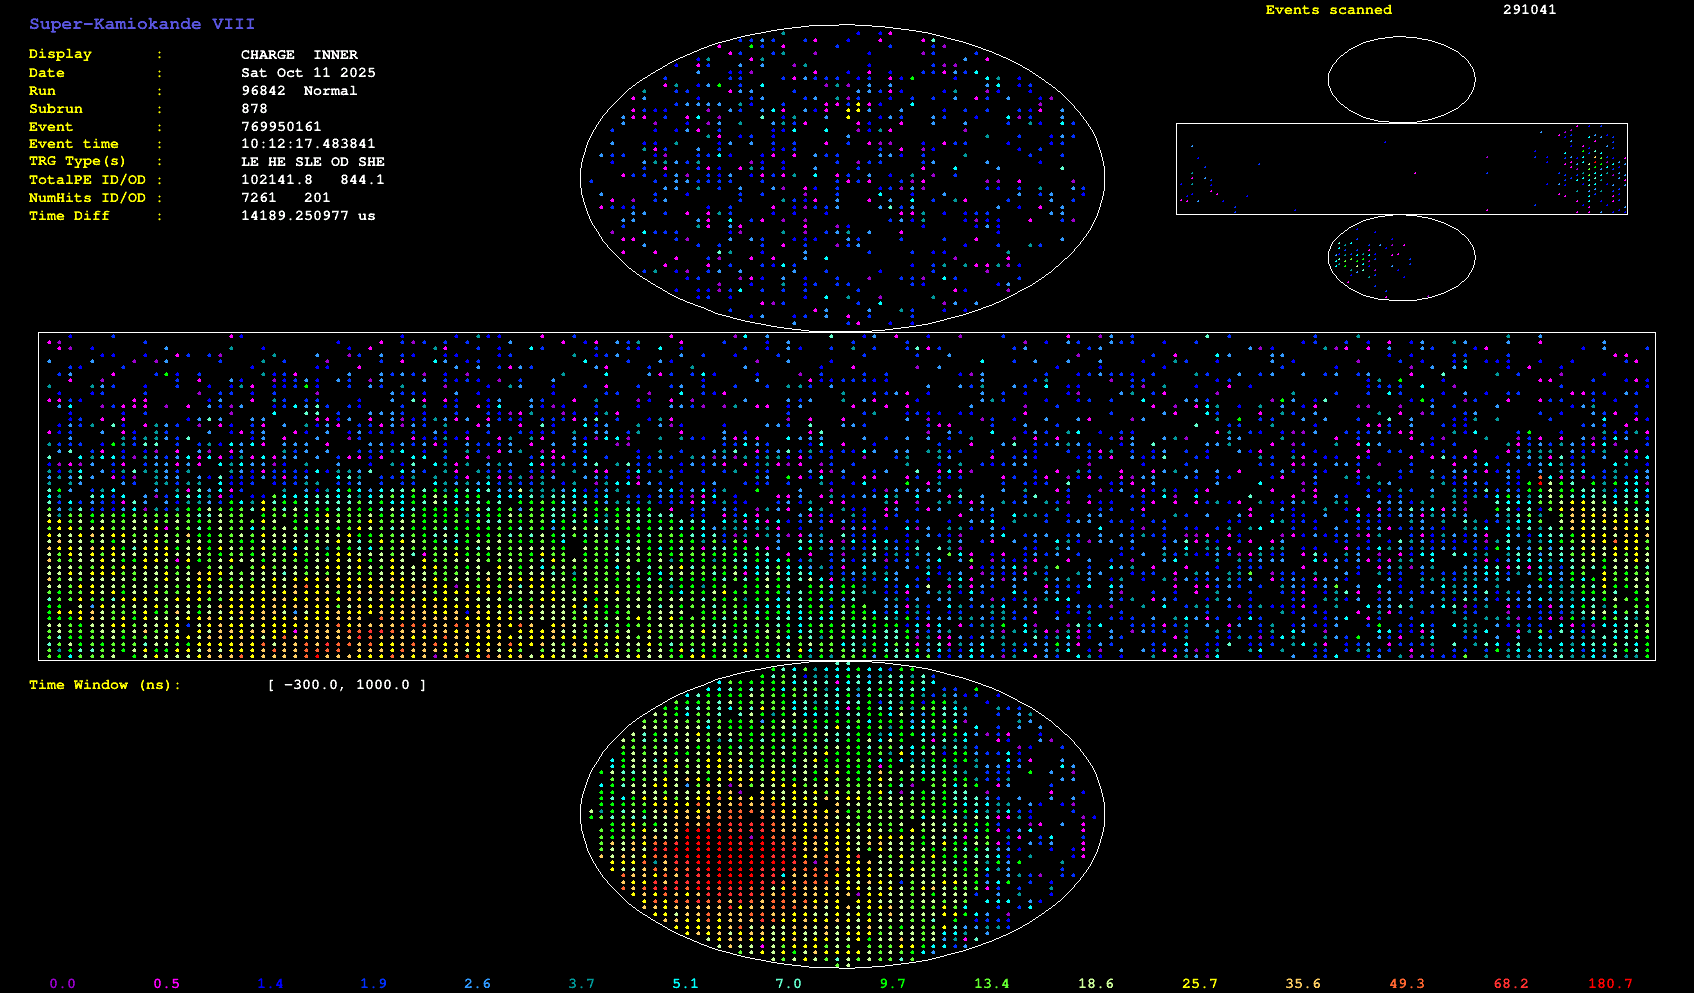 Super-Kamiokande VIII
Events scanned 291041
Display : CHARGE INNER
Date : Sat Oct 11 2025
Run : 96842 Normal
Subrun : 878
Event : 769950161
Event time : 10:12:17.483841
TRG Type(s) : LE HE SLE OD SHE
TotalPE ID/OD : 102141.8 844.1
NumHits ID/OD : 7261 201
Time Diff : 14189.250977 us
Time Window (ns): [ -300.0, 1000.0 ]
0.0 0.5 1.4 1.9 2.6 3.7 5.1 7.0 9.7 13.4 18.6 25.7 35.6 49.3 68.2 180.7